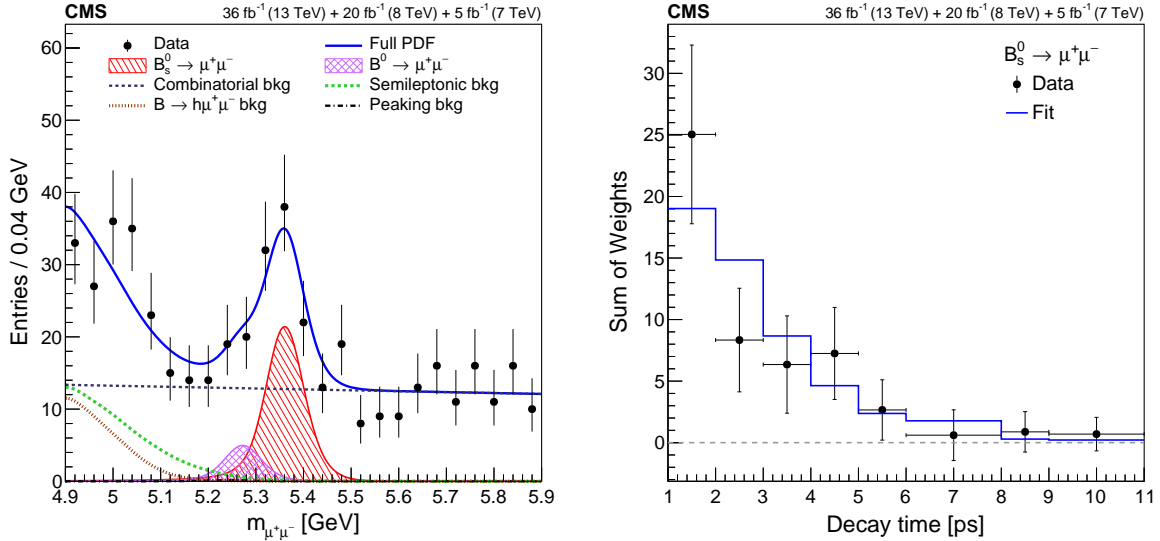 CMS
36 fb⁻¹ (13 TeV) + 20 fb⁻¹ (8 TeV) + 5 fb⁻¹ (7 TeV)
Entries / 0.04 GeV
60
50
40
30
20
10
0
Data
Full PDF
B⁰ₛ → μ⁺μ⁻
B⁰ → μ⁺μ⁻
Combinatorial bkg
Semileptonic bkg
B → hμ⁺μ⁻ bkg
Peaking bkg
4.9 5 5.1 5.2 5.3 5.4 5.5 5.6 5.7 5.8 5.9
m_μ⁺μ⁻ [GeV]
CMS
36 fb⁻¹ (13 TeV) + 20 fb⁻¹ (8 TeV) + 5 fb⁻¹ (7 TeV)
Sum of Weights
30
25
20
15
10
5
0
B⁰ₛ → μ⁺μ⁻
Data
Fit
1 2 3 4 5 6 7 8 9 10 11
Decay time [ps]